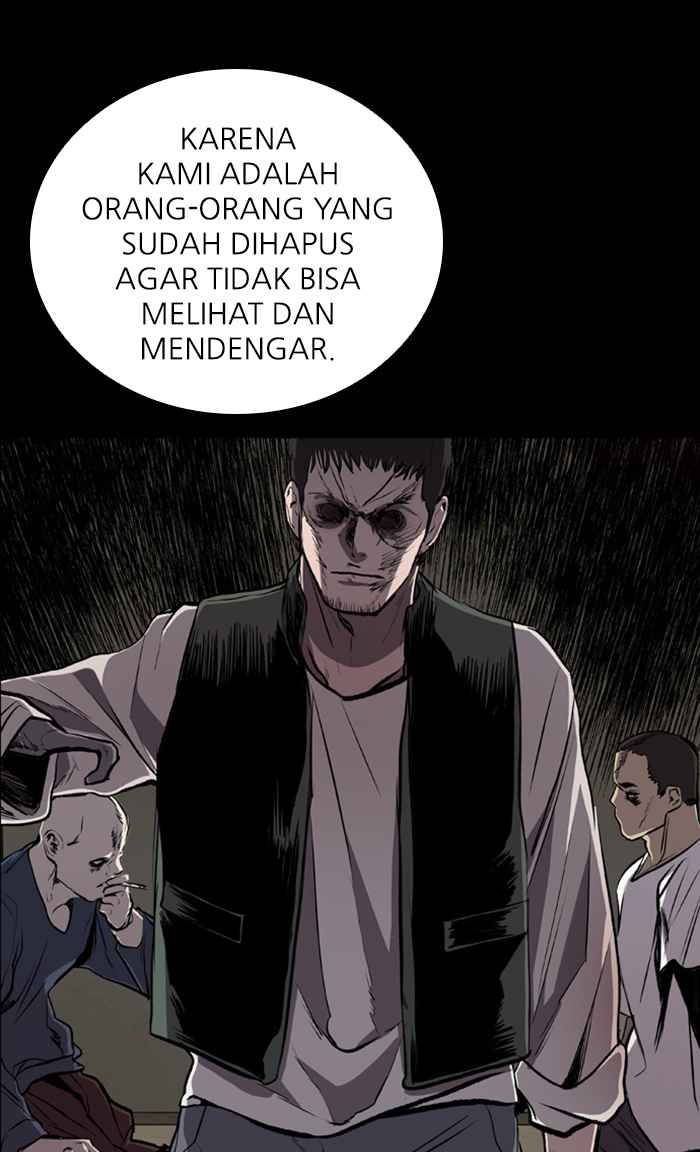 KARENA
KAMI ADALAH
ORANG-ORANG YANG
SUDAH DIHAPUS
AGAR TIDAK BISA
MELIHAT DAN
MENDENGAR.